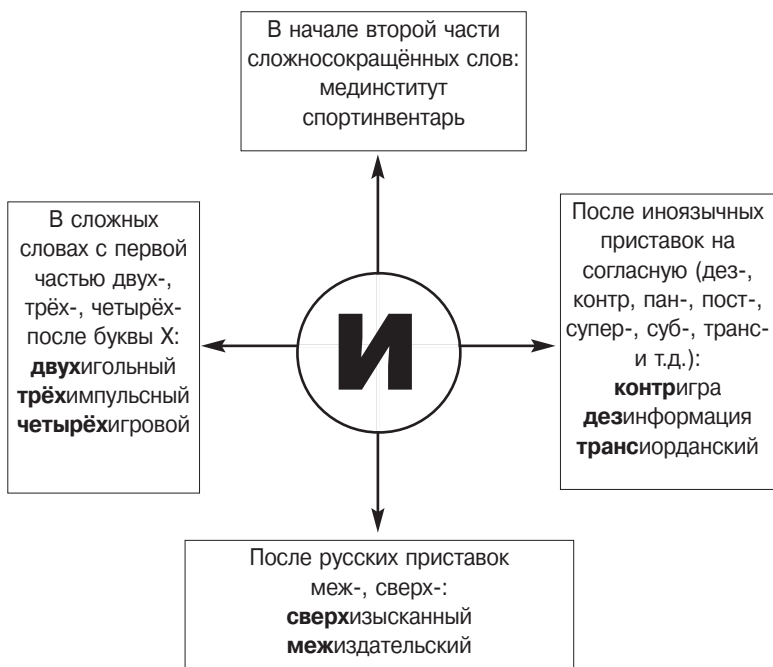 В начале второй части
сложносокращённых слов:
мединститут
спортинвентарь
В сложных
словах с первой
частью двух-,
трёх-, четырёх-
после буквы Х:
двухигольный
трёхимпульсный
четырёхигровой
И
После иноязычных
приставок на
согласную (дез-,
контр, пан-, пост-,
супер-, суб-, транс-
и т.д.):
контригра
дезинформация
трансиорданский
После русских приставок
меж-, сверх-:
сверхизысканный
межиздательский